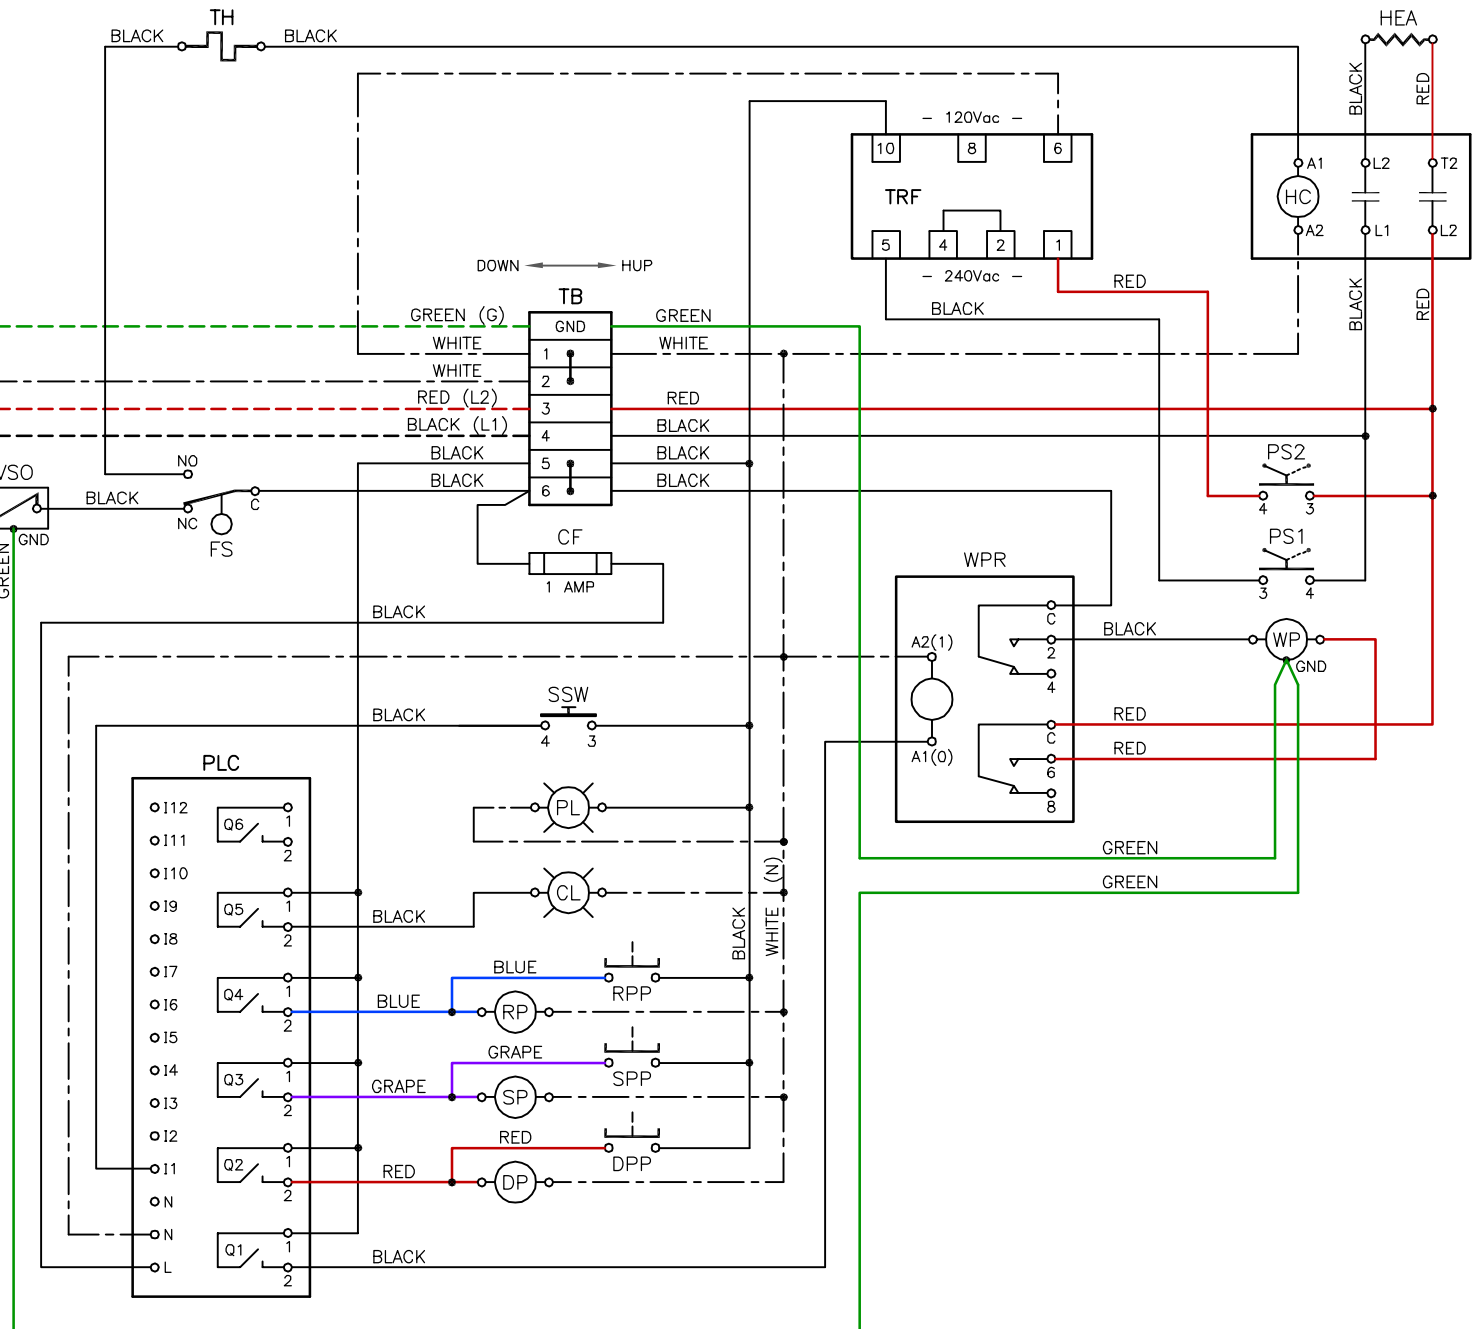 TH
HEA
BLACK
BLACK
BLACK
RED
- 120Vac -
10
8
6
A1
L2
T2
TRF
HC
5
4
2
1
A2
L1
L2
- 240Vac -
DOWN
HUP
RED
TB
BLACK
BLACK
RED
GREEN (G)
GND
GREEN
WHITE
1
WHITE
WHITE
2
RED (L2)
3
RED
BLACK (L1)
4
BLACK
BLACK
5
BLACK
NO
PS2
VSO
BLACK
6
BLACK
BLACK
C
4
3
NC
GND
FS
CF
PS1
WPR
GREEN
1 AMP
3
4
BLACK
C
BLACK
WP
A2(1)
2
GND
4
SSW
BLACK
RED
4
3
C
A1(0)
RED
PLC
6
8
I12
1
PL
Q6
I11
2
GREEN
I10
WHITE (N)
GREEN
CL
I9
Q5
1
BLACK
BLACK
I8
2
BLUE
I7
RPP
Q4
1
BLUE
I6
RP
2
I5
GRAPE
I4
SPP
Q3
1
GRAPE
I3
SP
2
I2
RED
I1
DPP
Q2
1
RED
DP
2
N
N
Q1
1
BLACK
L
2